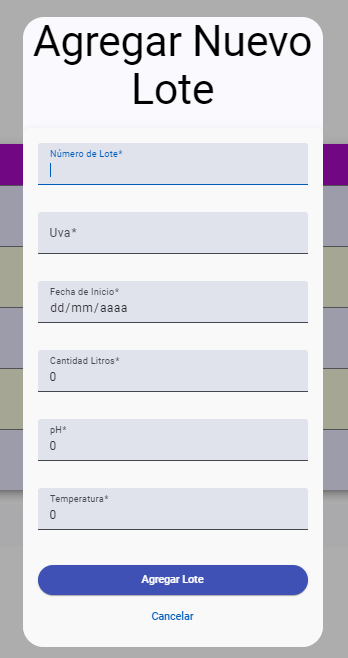 Agregar Nuevo
Lote
Número de Lote*
Uva*
Fecha de Inicio*
dd/mm/aaaa
Cantidad Litros*
0
pH*
0
Temperatura*
0
Agregar Lote
Cancelar